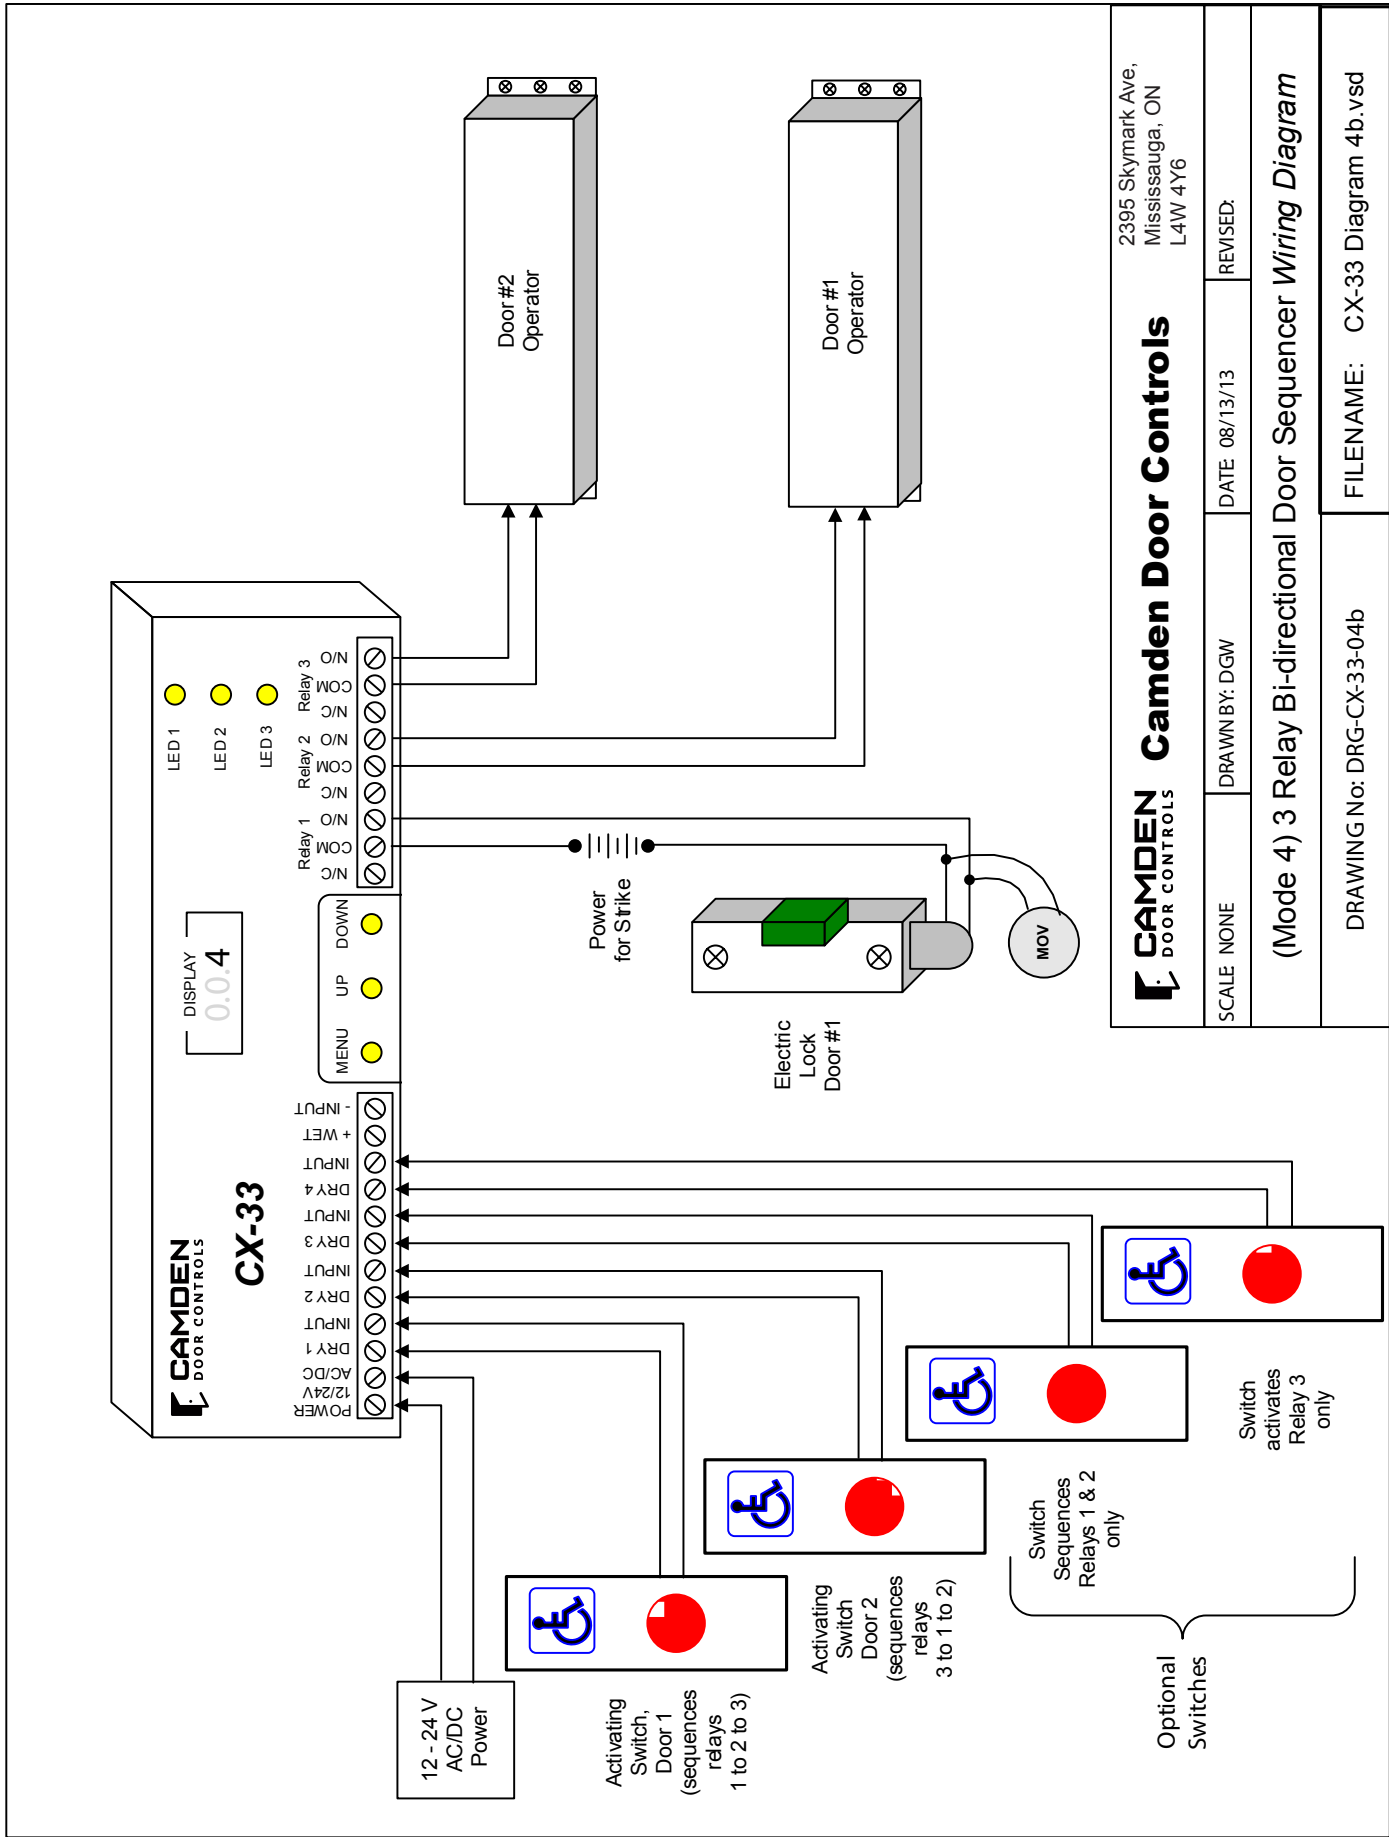 CAMDEN
DOOR CONTROLS
CX-33
DISPLAY
0.0.4
LED 1
LED 2
LED 3
MENU
UP
DOWN
POWER
12/24V
AC/DC
DRY 1
INPUT
DRY 2
INPUT
DRY 3
INPUT
DRY 4
INPUT
+ WET
- INPUT
Relay 1
N/C
COM
N/O
Relay 2
N/C
COM
N/O
Relay 3
N/C
COM
N/O
12 - 24 V
AC/DC
Power
Activating
Switch,
Door 1
(sequences
relays
1 to 2 to 3)
Activating
Switch
Door 2
(sequences
relays
3 to 1 to 2)
Switch
Sequences
Relays 1 & 2
only
Switch
activates
Relay 3
only
Optional
Switches
Power
for Strike
Electric
Lock
Door #1
MOV
Door #2
Operator
Door #1
Operator
CAMDEN
DOOR CONTROLS
Camden Door Controls
2395 Skymark Ave,
Mississauga, ON
L4W 4Y6
SCALE: NONE
DRAWN BY: DGW
DATE: 08/13/13
REVISED:
(Mode 4) 3 Relay Bi-directional Door Sequencer Wiring Diagram
DRAWING No: DRG-CX-33-04b
FILENAME: CX-33 Diagram 4b.vsd